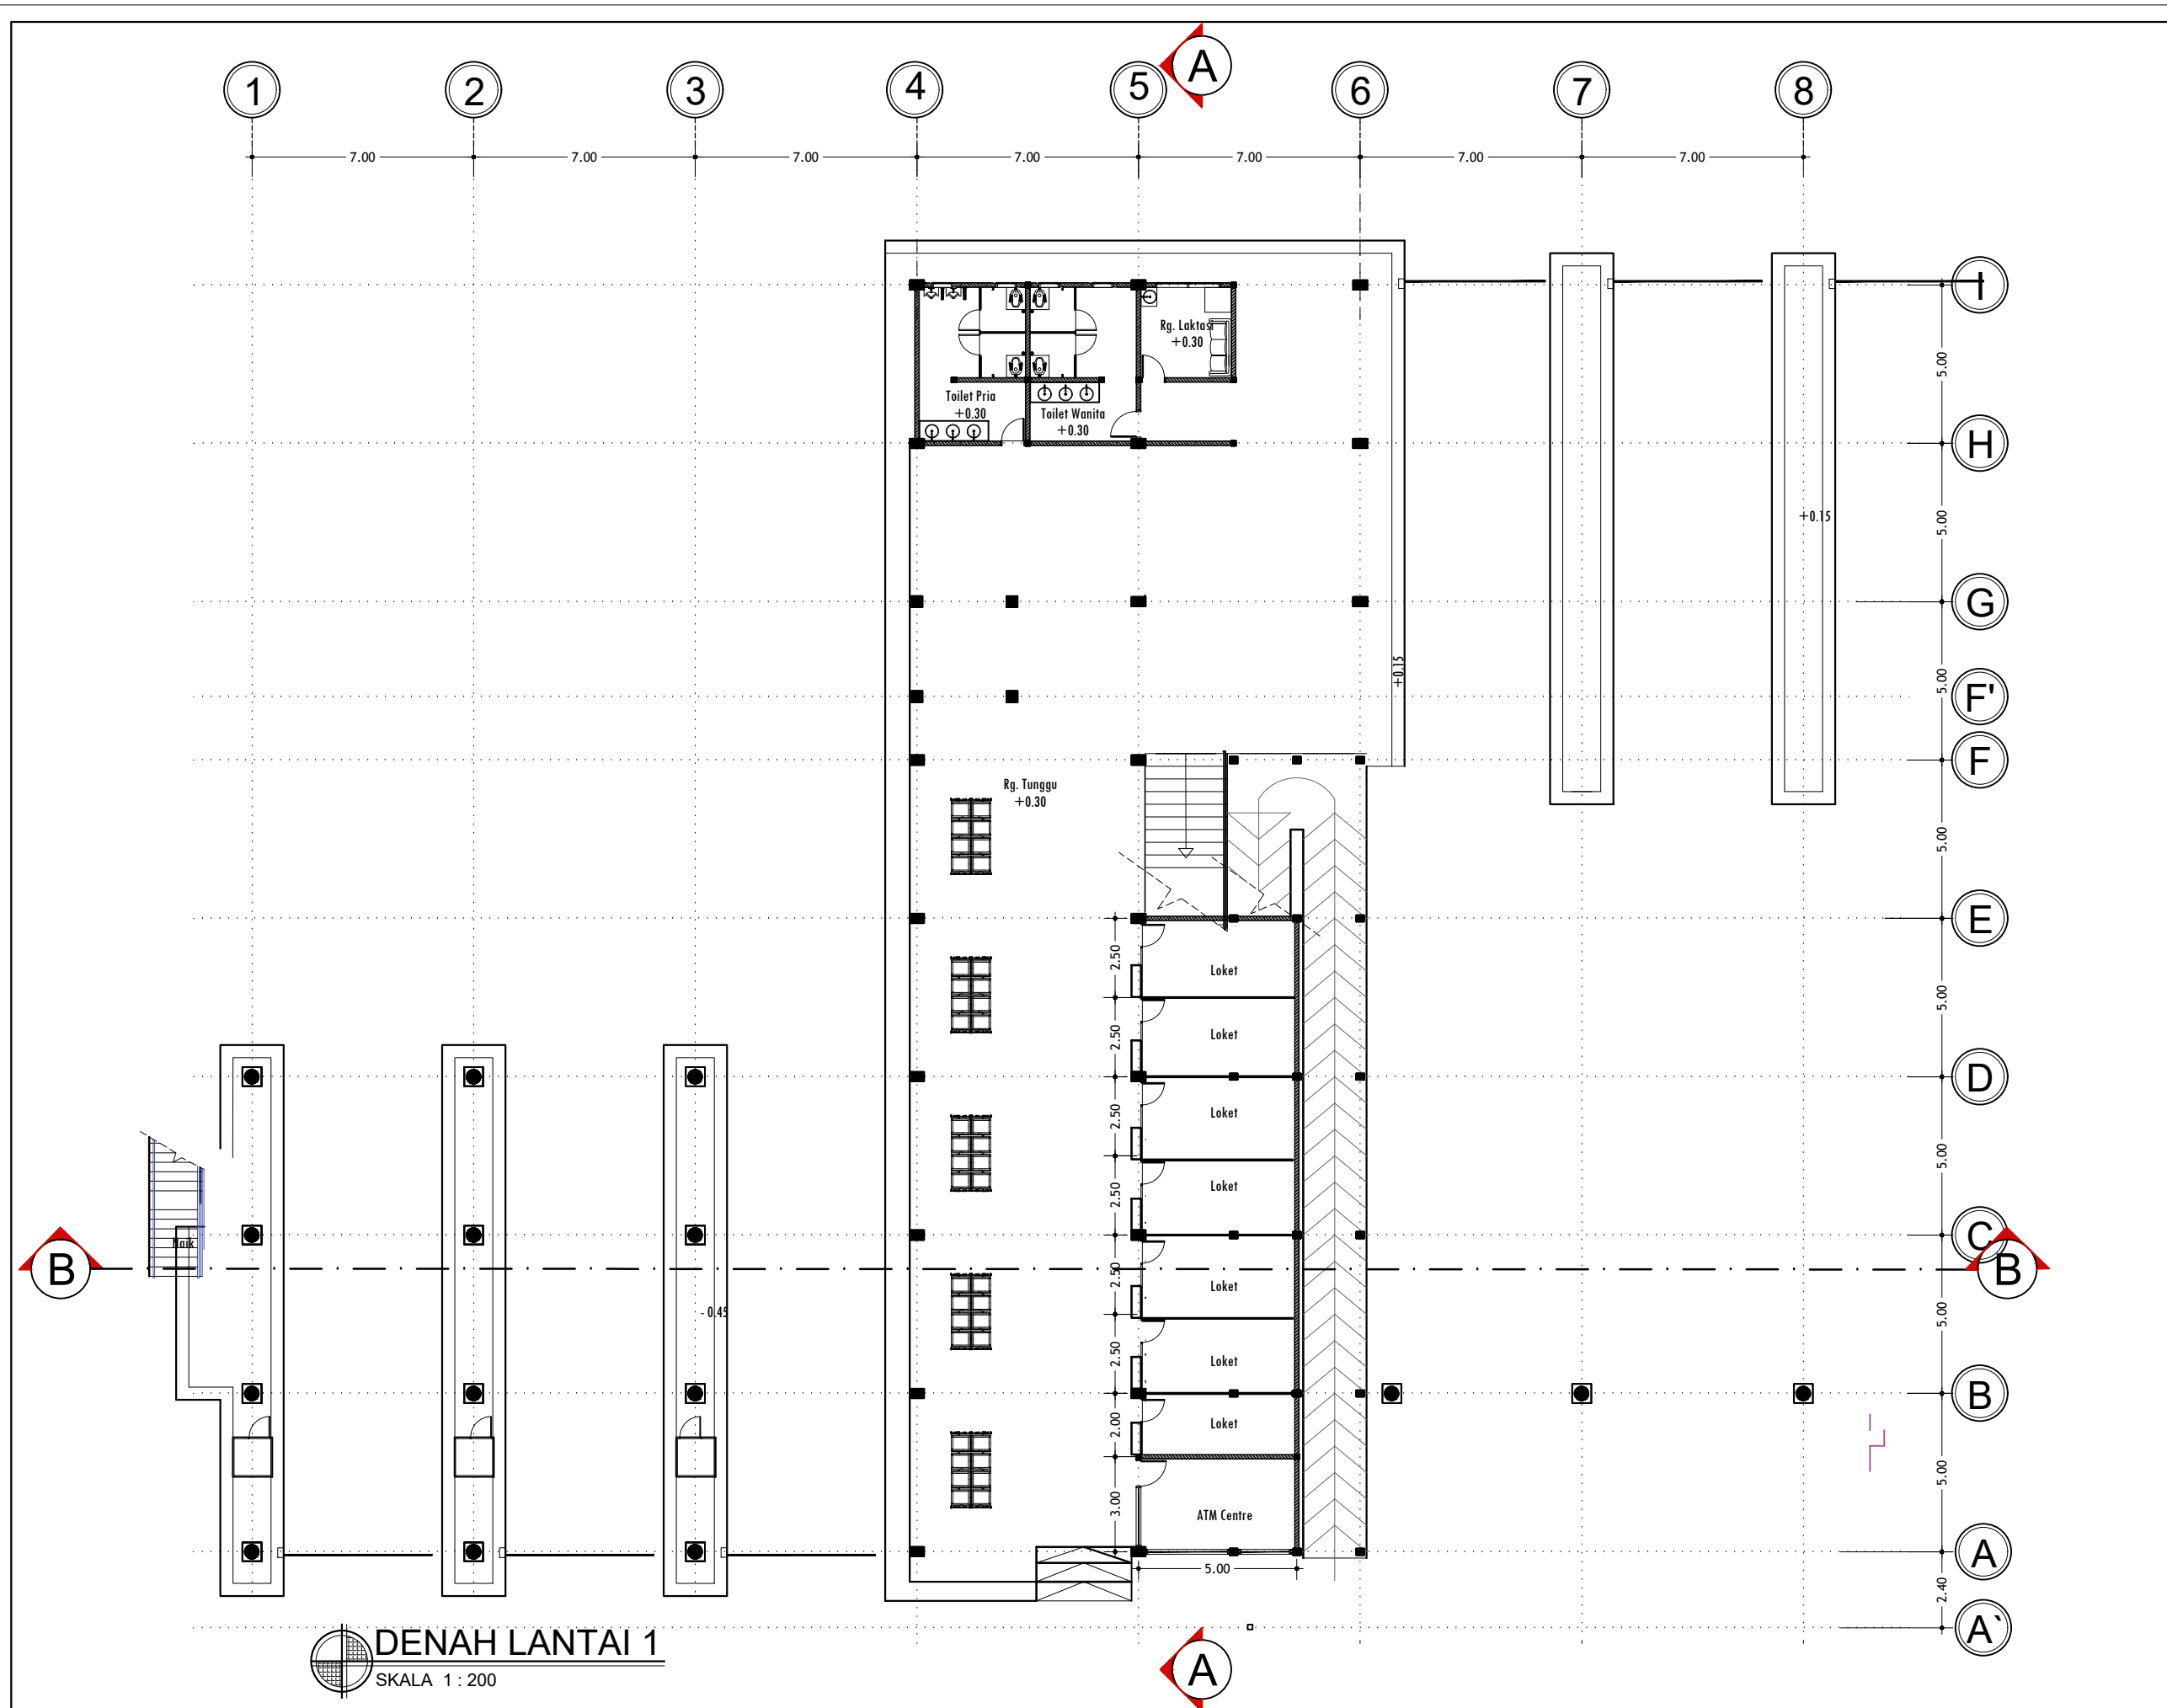 A
1 2 3 4 5 6 7 8
7.00 7.00 7.00 7.00 7.00 7.00 7.00
I
Rg. Laktasi
+0.30
5.00
Toilet Pria
+0.30
Toilet Wanita
+0.30
H
+0.15
5.00
G
+0.15
5.00
F'
F
Rg. Tunggu
+0.30
5.00
E
2.50
Loket
5.00
2.50
Loket
D
2.50
Loket
5.00
2.50
Loket
C
Naik
B
B
2.50
Loket
- 0.45
5.00
2.50
Loket
B
2.00
Loket
5.00
3.00
ATM Centre
A
5.00
2.40
A`
DENAH LANTAI 1
SKALA 1 : 200
A